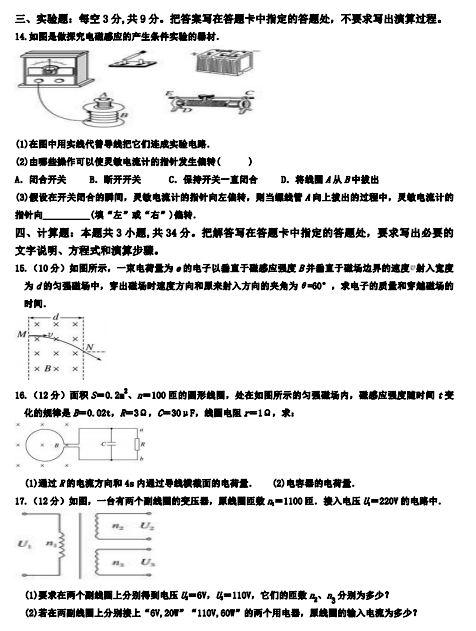 三、实验题：每空3分,共9分。把答案写在答题卡中指定的答题处，不要求写出演算过程。
14.如图是做探究电磁感应的产生条件实验的器材．
B
E
C
D
(1)在图中用实线代替导线把它们连成实验电路．
(2)由哪些操作可以使灵敏电流计的指针发生偏转(　　)
A．闭合开关　B．断开开关　C．保持开关一直闭合　D．将线圈A从B中拔出
(3)假设在开关闭合的瞬间，灵敏电流计的指针向左偏转，则当螺线管A向上拔出的过程中，灵敏电流计的
指针向________(填“左”或“右”)偏转．
四、计算题：本题共3小题,共34分。把解答写在答题卡中指定的答题处，要求写出必要的
文字说明、方程式和演算步骤。
15．(10分)如图所示，一束电荷量为e的电子以垂直于磁感应强度B并垂直于磁场边界的速度v射入宽度
为d的匀强磁场中，穿出磁场时速度方向和原来射入方向的夹角为θ=60°，求电子的质量和穿越磁场的
时间．
d
M
v
N
B
16．(12分)面积S＝0.2m²、n＝100匝的圆形线圈，处在如图所示的匀强磁场内，磁感应强度随时间t变
化的规律是B＝0.02t，R＝3Ω，C＝30μF，线圈电阻r＝1Ω，求：
a
B
C
R
b
(1)通过R的电流方向和4s内通过导线横截面的电荷量．　(2)电容器的电荷量．
17．(12分)如图，一台有两个副线圈的变压器，原线圈匝数n₁＝1100匝．接入电压U₁＝220V的电路中．
n₂ U₂
U₁ n₁
n₃ U₃
(1)要求在两个副线圈上分别得到电压U₂＝6V，U₃＝110V，它们的匝数n₂、n₃分别为多少？
(2)若在两副线圈上分别接上“6V,20W”“110V,60W”的两个用电器，原线圈的输入电流为多少？